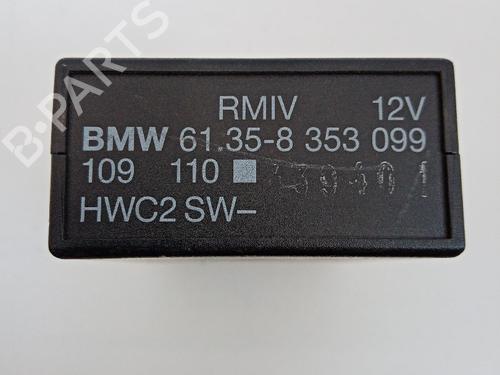 B-PARTS
RMIV 12V
BMW 61.35-8 353 099
109 110
HWC2 SW-